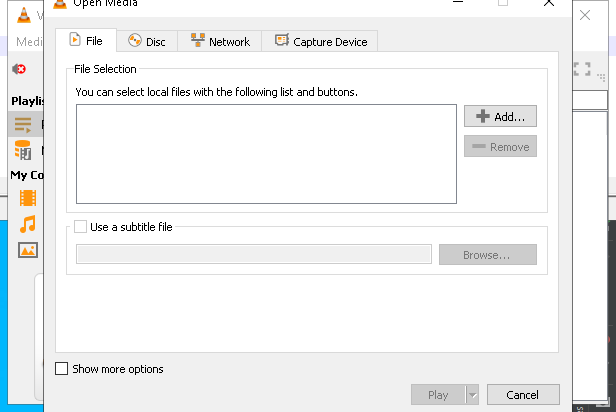 Open Media
Medi
File
Disc
Network
Capture Device
File Selection
You can select local files with the following list and buttons.
Add...
Remove
Playlis
My Co
Use a subtitle file
Browse...
Show more options
Play
Cancel